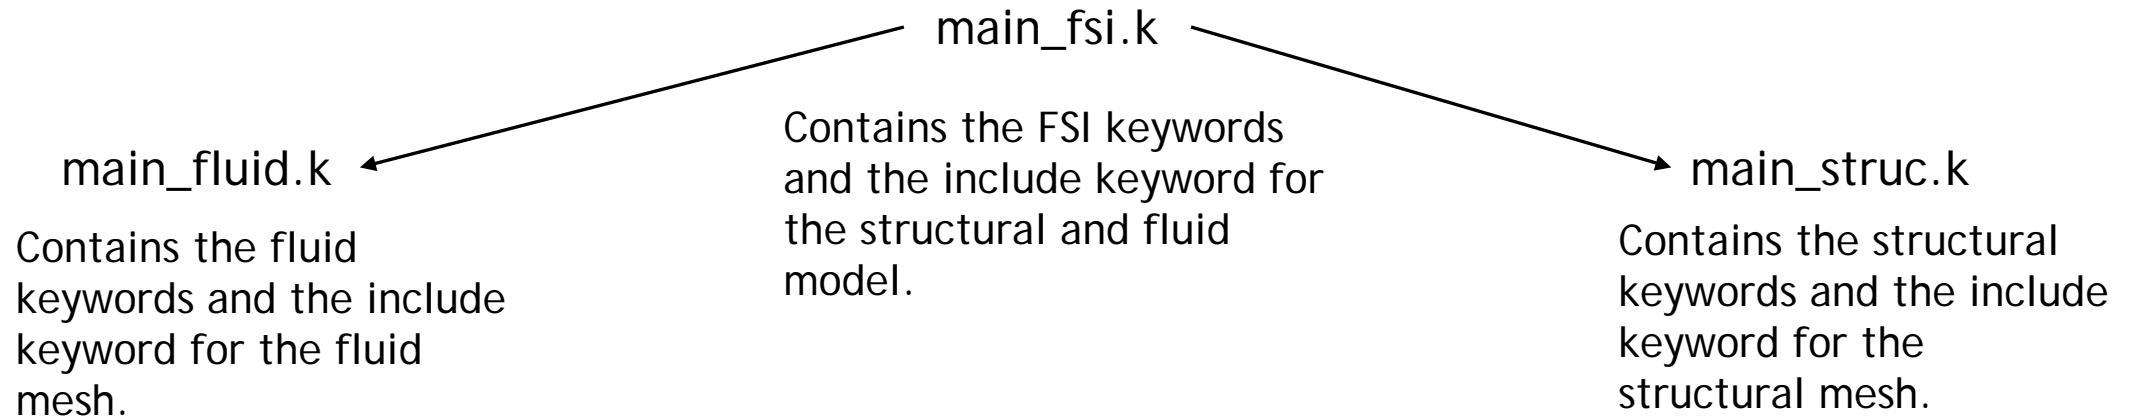 main_fsi.k
Contains the FSI keywords
and the include keyword for
the structural and fluid
model.
main_fluid.k
Contains the fluid
keywords and the include
keyword for the fluid
mesh.
main_struc.k
Contains the structural
keywords and the include
keyword for the
structural mesh.